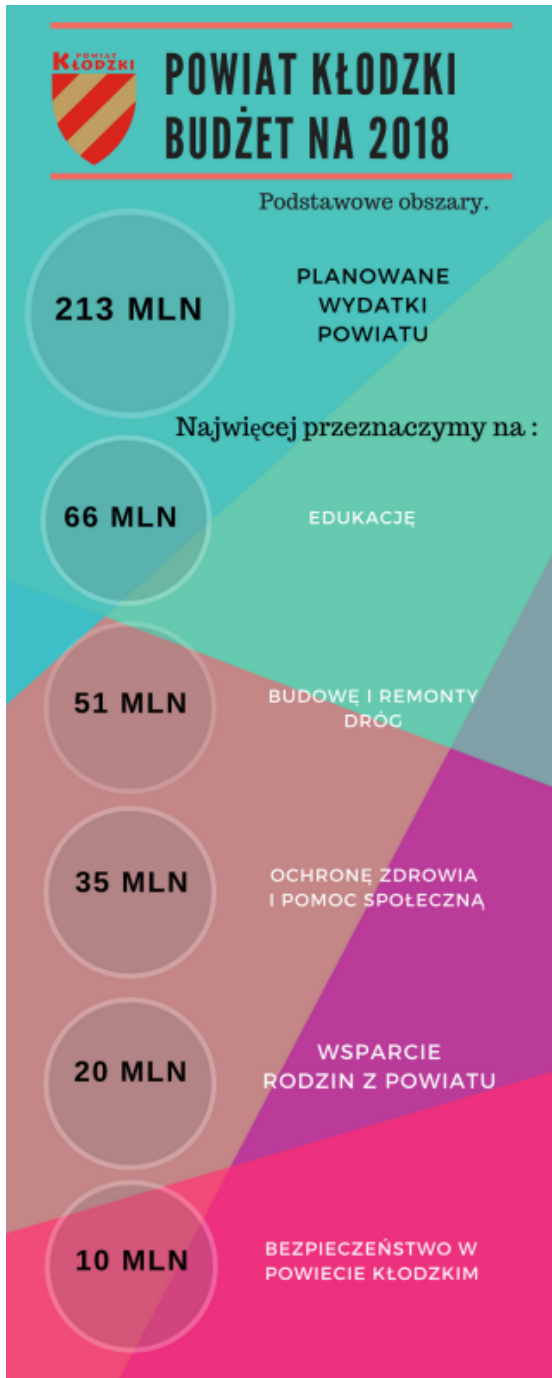 POWIAT
KŁODZKI
POWIAT KŁODZKI
BUDŻET NA 2018
Podstawowe obszary.
213 MLN
PLANOWANE
WYDATKI
POWIATU
Najwięcej przeznaczymy na :
66 MLN
EDUKACJĘ
51 MLN
BUDOWĘ I REMONTY
DRÓG
35 MLN
OCHRONĘ ZDROWIA
I POMOC SPOŁECZNĄ
20 MLN
WSPARCIE
RODZIN Z POWIATU
10 MLN
BEZPIECZEŃSTWO W
POWIECIE KŁODZKIM